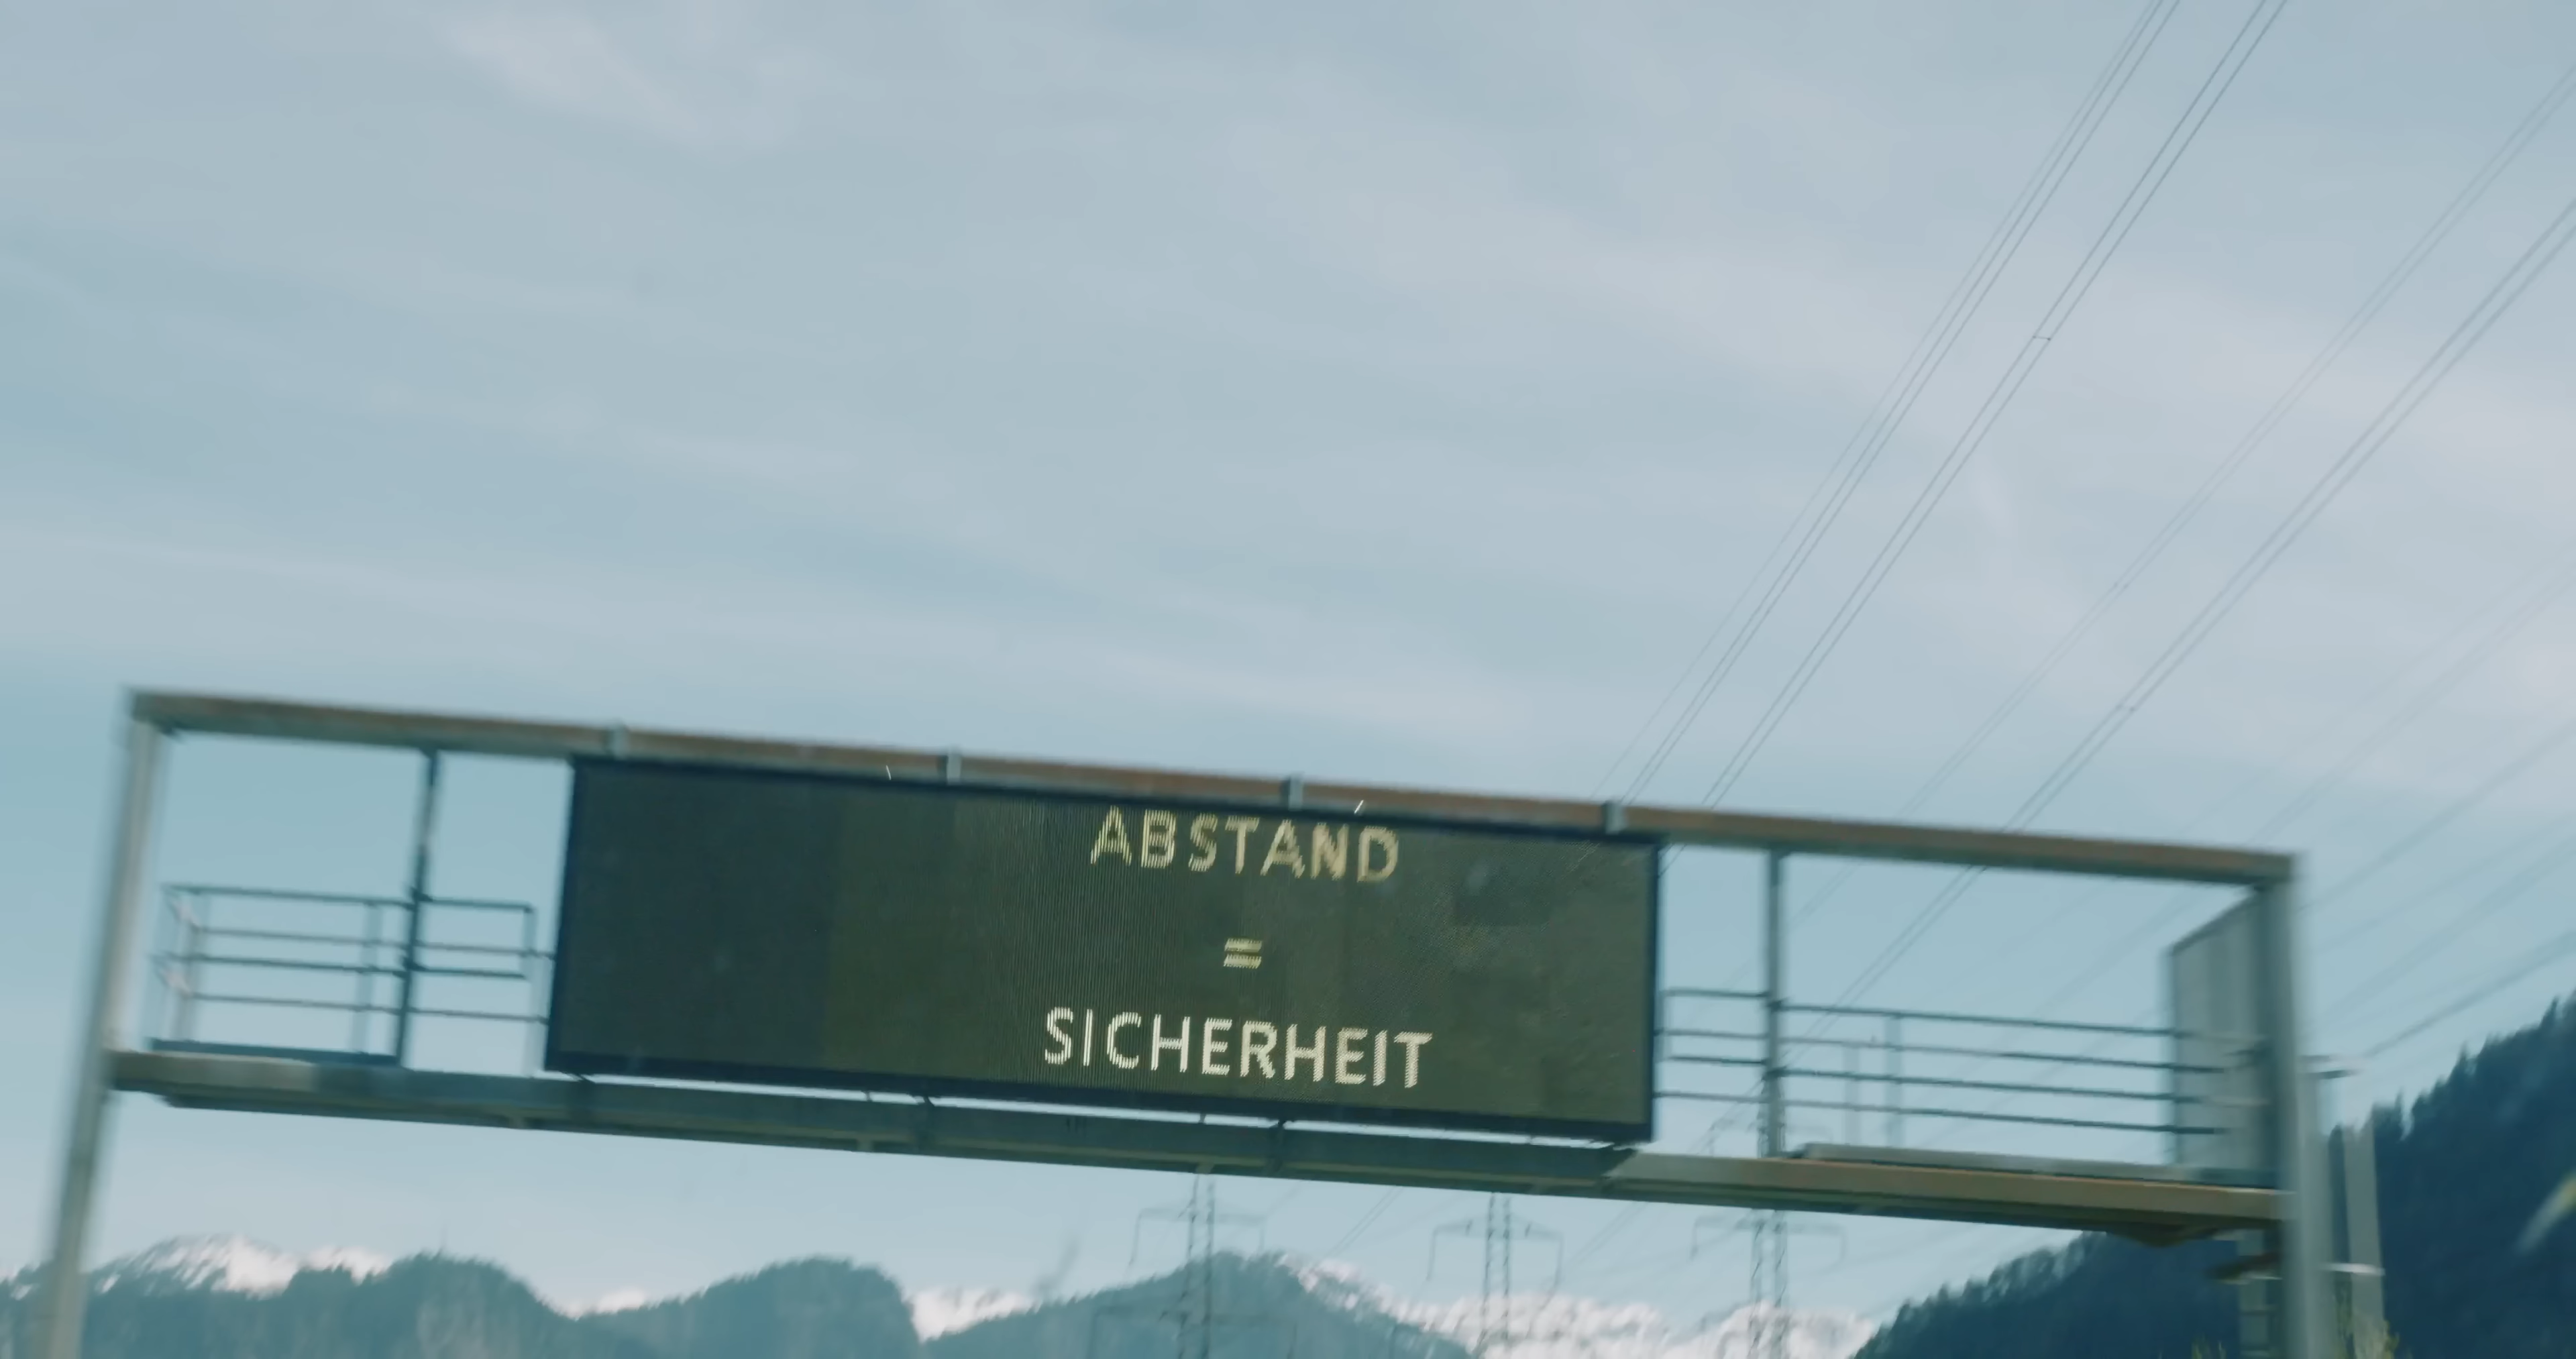 ABSTAND
=
SICHERHEIT